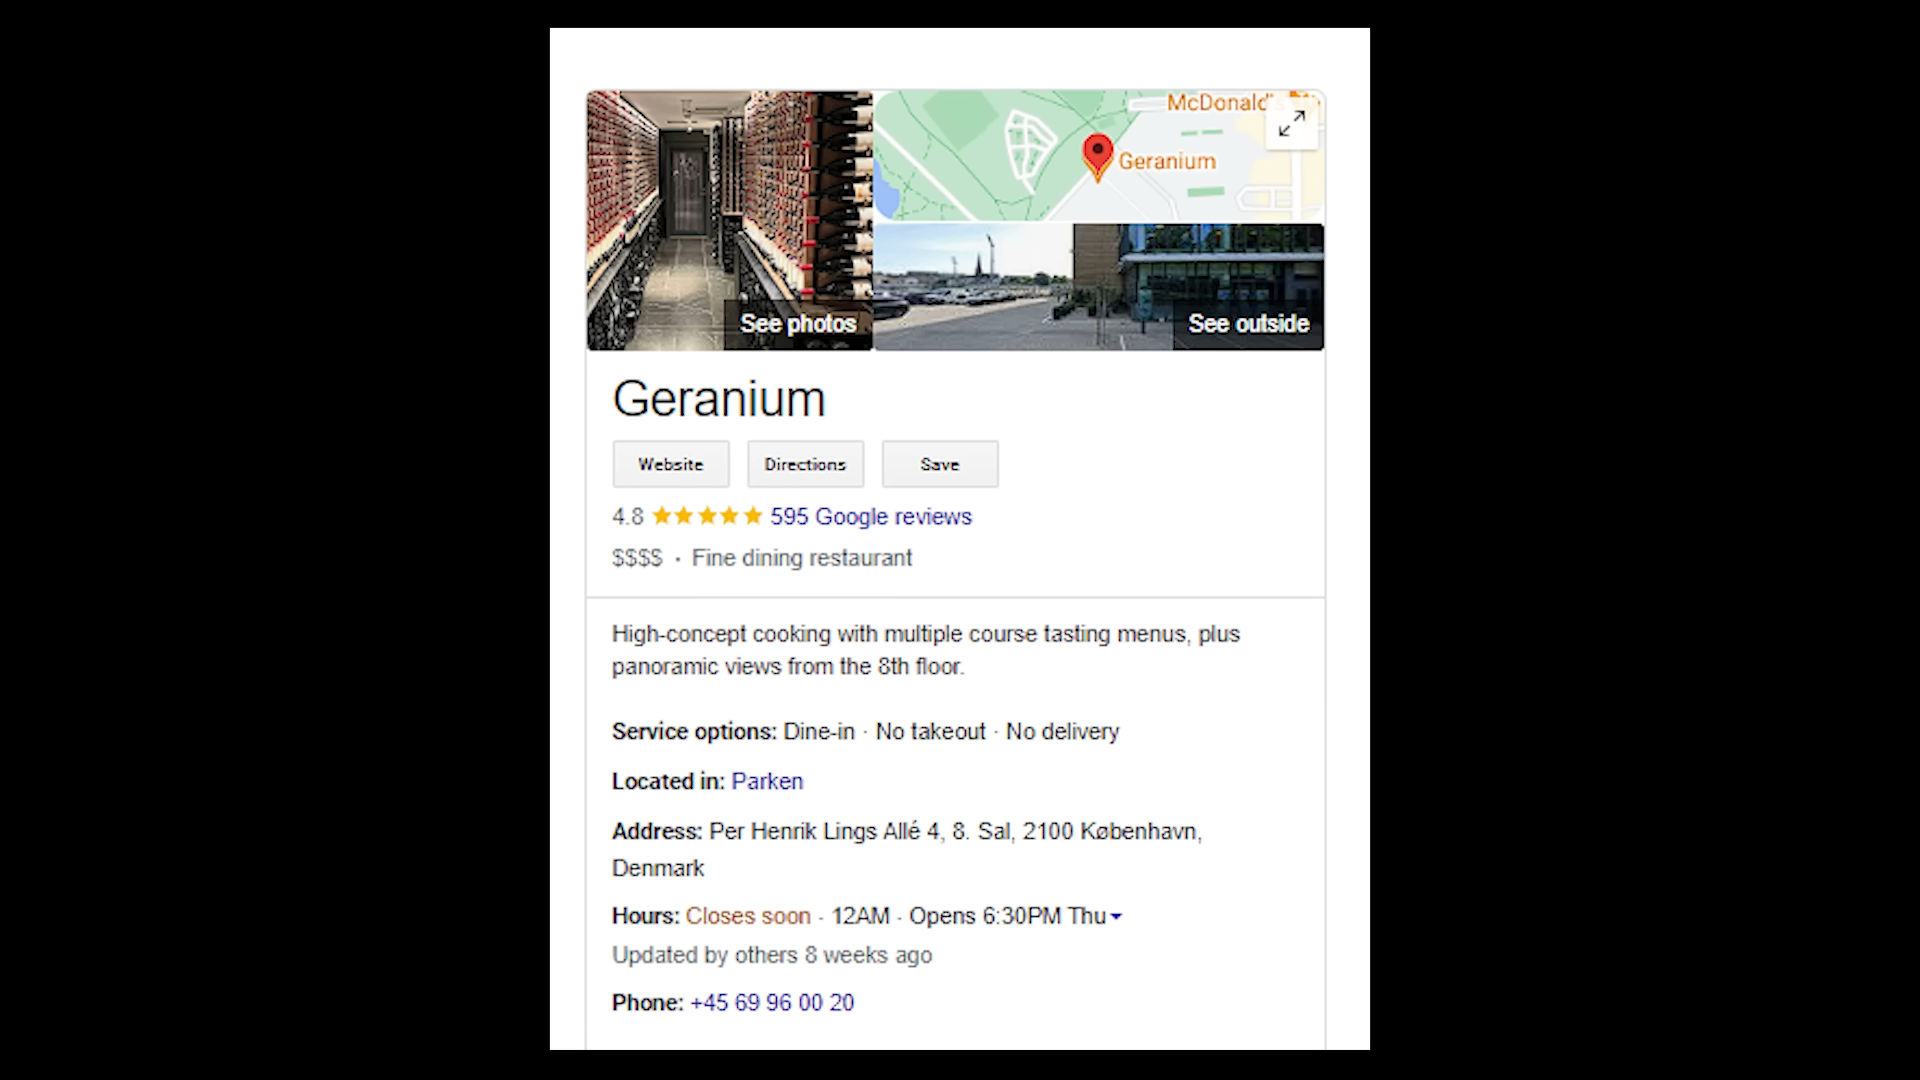 McDonald's
Geranium
See photos
See outside
Geranium
Website
Directions
Save
4.8 ★★★★★ 595 Google reviews
$$$$ · Fine dining restaurant
High-concept cooking with multiple course tasting menus, plus
panoramic views from the 8th floor.
Service options: Dine-in · No takeout · No delivery
Located in: Parken
Address: Per Henrik Lings Allé 4, 8. Sal, 2100 København,
Denmark
Hours: Closes soon · 12AM · Opens 6:30PM Thu
Updated by others 8 weeks ago
Phone: +45 69 96 00 20